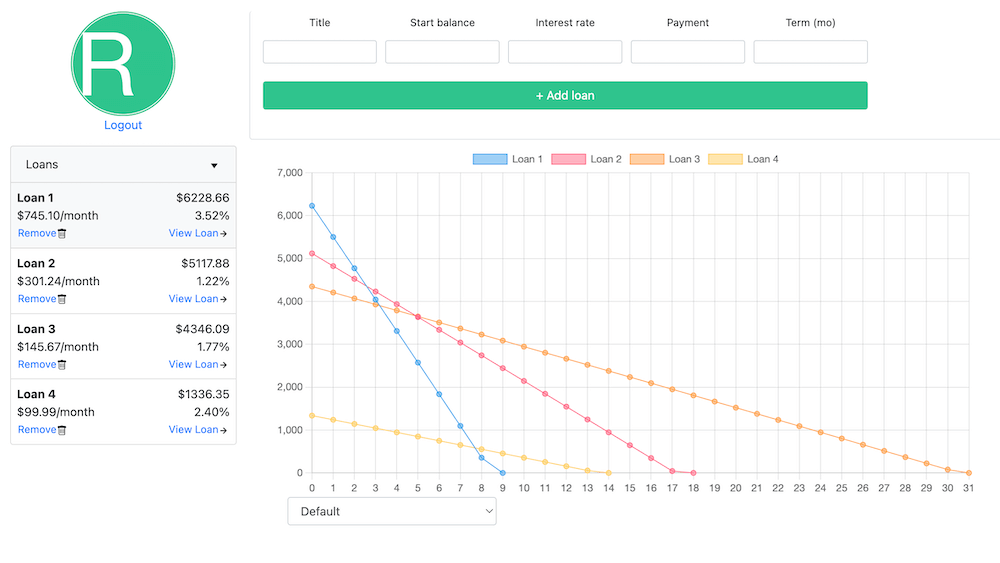 R
Logout
Title Start balance Interest rate Payment Term (mo)
+ Add loan
Loans
Loan 1 $6228.66
$745.10/month 3.52%
Remove View Loan→
Loan 2 $5117.88
$301.24/month 1.22%
Remove View Loan→
Loan 3 $4346.09
$145.67/month 1.77%
Remove View Loan→
Loan 4 $1336.35
$99.99/month 2.40%
Remove View Loan→
Loan 1 Loan 2 Loan 3 Loan 4
7,000
6,000
5,000
4,000
3,000
2,000
1,000
0
0 1 2 3 4 5 6 7 8 9 10 11 12 13 14 15 16 17 18 19 20 21 22 23 24 25 26 27 28 29 30 31
Default